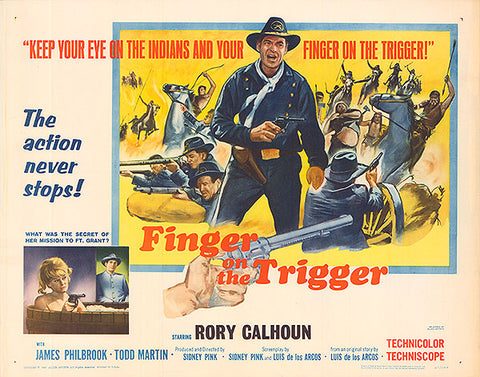 "KEEP YOUR EYE ON THE INDIANS AND YOUR FINGER ON THE TRIGGER!"
The
action
never
stops!
WHAT WAS THE SECRET OF
HER MISSION TO FT. GRANT?
Finger
on
the Trigger
STARRING RORY CALHOUN
WITH
JAMES PHILBROOK · TODD MARTIN
Produced and Directed by
SIDNEY PINK
Screenplay by
SIDNEY PINK and LUIS de los ARCOS
from an original story by
LUIS de los ARCOS
TECHNICOLOR
TECHNISCOPE